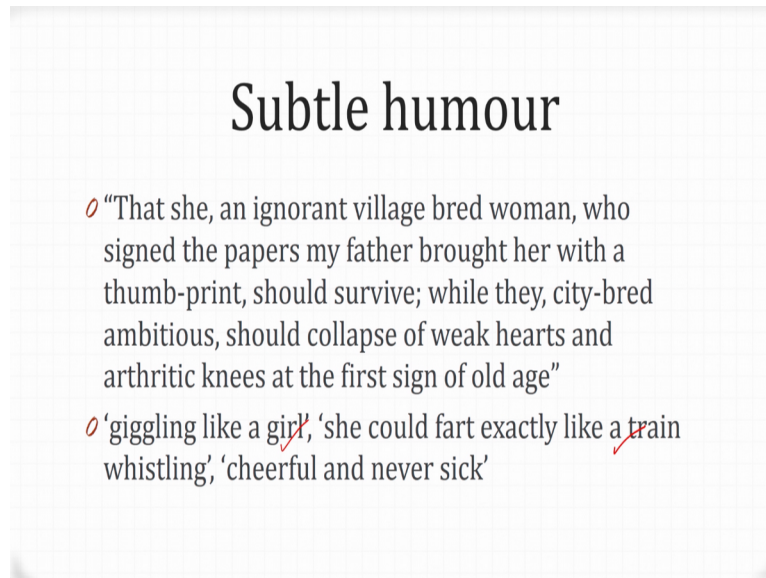 Subtle humour
“That she, an ignorant village bred woman, who
signed the papers my father brought her with a
thumb-print, should survive; while they, city-bred
ambitious, should collapse of weak hearts and
arthritic knees at the first sign of old age”
‘giggling like a girl’, ‘she could fart exactly like a train
whistling’, ‘cheerful and never sick’